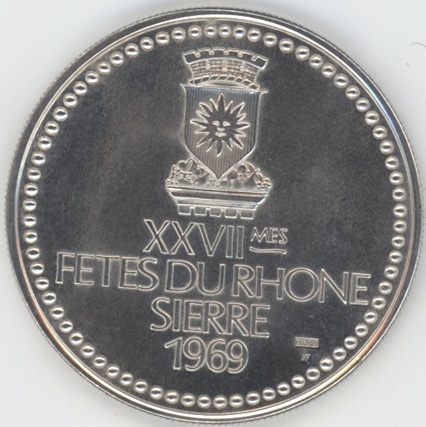 XXVII MES
FETES DU RHONE
SIERRE
1969